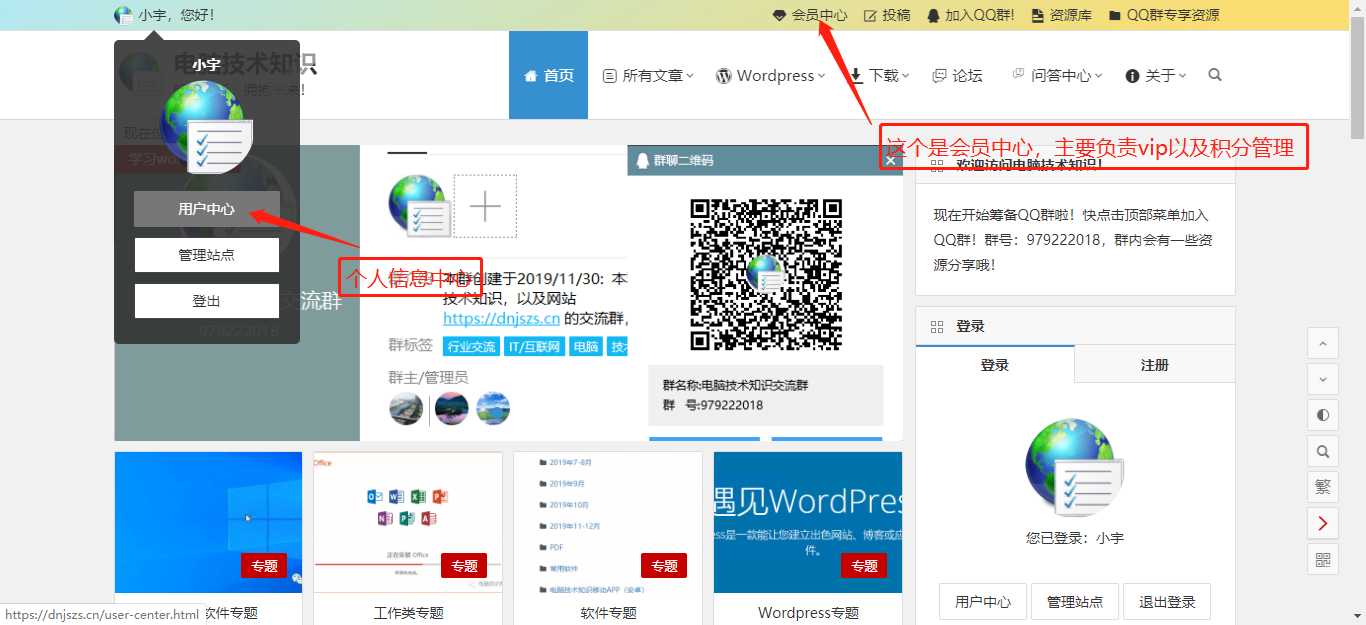 小宇，您好！
会员中心
投稿
加入QQ群!
资源库
QQ群专享资源
小宇
电脑技术知识
拥抱未来！
首页
所有文章
Wordpress
下载
论坛
问答中心
关于
这个是会员中心，主要负责vip以及积分管理
欢迎访问电脑技术知识！
现在位
学习wor
用户中心
管理站点
登出
交流群
979222018
个人信息中心
本群创建于2019/11/30：本
技术知识，以及网站
https://dnjszs.cn 的交流群，
群标签
行业交流
IT/互联网
电脑
技
群主/管理员
群聊二维码
群名称:电脑技术知识交流群
群 号:979222018
现在开始筹备QQ群啦！快点击顶部菜单加入
QQ群！群号：979222018，群内会有一些资
源分享哦！
登录
登录
注册
您已登录：小宇
用户中心
管理站点
退出登录
繁
专题
Office
正在安装 Office
专题
2019年7-8月
2019年9月
2019年10月
2019年11-12月
PDF
常用软件
电脑技术知识移动APP（安卓）
专题
遇见WordPress
ess是一款能让您建立出色网站、博客或应
件。
专题
软件专题
工作类专题
软件专题
Wordpress专题
https://dnjszs.cn/user-center.html